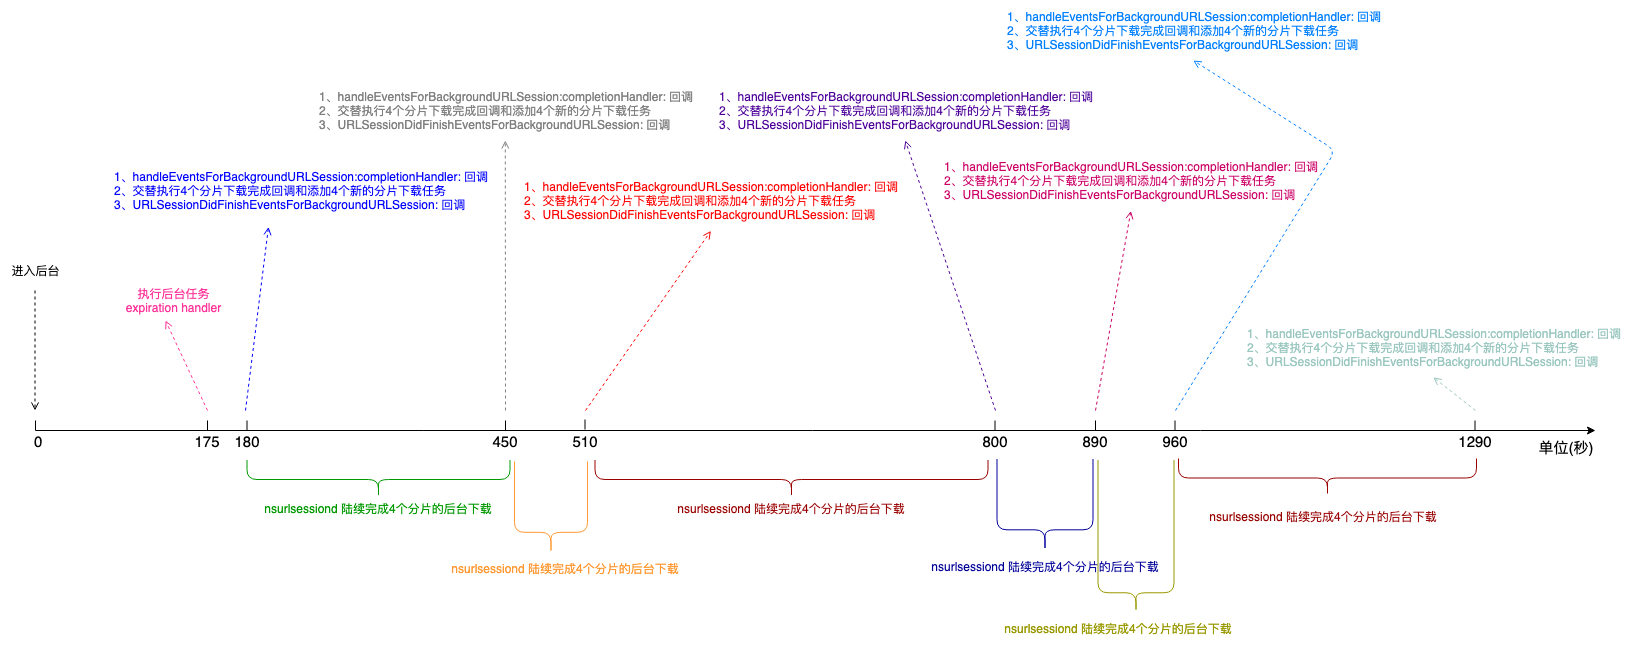 1、handleEventsForBackgroundURLSession:completionHandler: 回调
2、交替执行4个分片下载完成回调和添加4个新的分片下载任务
3、URLSessionDidFinishEventsForBackgroundURLSession: 回调
1、handleEventsForBackgroundURLSession:completionHandler: 回调
2、交替执行4个分片下载完成回调和添加4个新的分片下载任务
3、URLSessionDidFinishEventsForBackgroundURLSession: 回调
1、handleEventsForBackgroundURLSession:completionHandler: 回调
2、交替执行4个分片下载完成回调和添加4个新的分片下载任务
3、URLSessionDidFinishEventsForBackgroundURLSession: 回调
1、handleEventsForBackgroundURLSession:completionHandler: 回调
2、交替执行4个分片下载完成回调和添加4个新的分片下载任务
3、URLSessionDidFinishEventsForBackgroundURLSession: 回调
1、handleEventsForBackgroundURLSession:completionHandler: 回调
2、交替执行4个分片下载完成回调和添加4个新的分片下载任务
3、URLSessionDidFinishEventsForBackgroundURLSession: 回调
1、handleEventsForBackgroundURLSession:completionHandler: 回调
2、交替执行4个分片下载完成回调和添加4个新的分片下载任务
3、URLSessionDidFinishEventsForBackgroundURLSession: 回调
进入后台
执行后台任务
expiration handler
1、handleEventsForBackgroundURLSession:completionHandler: 回调
2、交替执行4个分片下载完成回调和添加4个新的分片下载任务
3、URLSessionDidFinishEventsForBackgroundURLSession: 回调
0 175 180 450 510 800 890 960 1290
单位(秒)
nsurlsessiond 陆续完成4个分片的后台下载
nsurlsessiond 陆续完成4个分片的后台下载
nsurlsessiond 陆续完成4个分片的后台下载
nsurlsessiond 陆续完成4个分片的后台下载
nsurlsessiond 陆续完成4个分片的后台下载
nsurlsessiond 陆续完成4个分片的后台下载